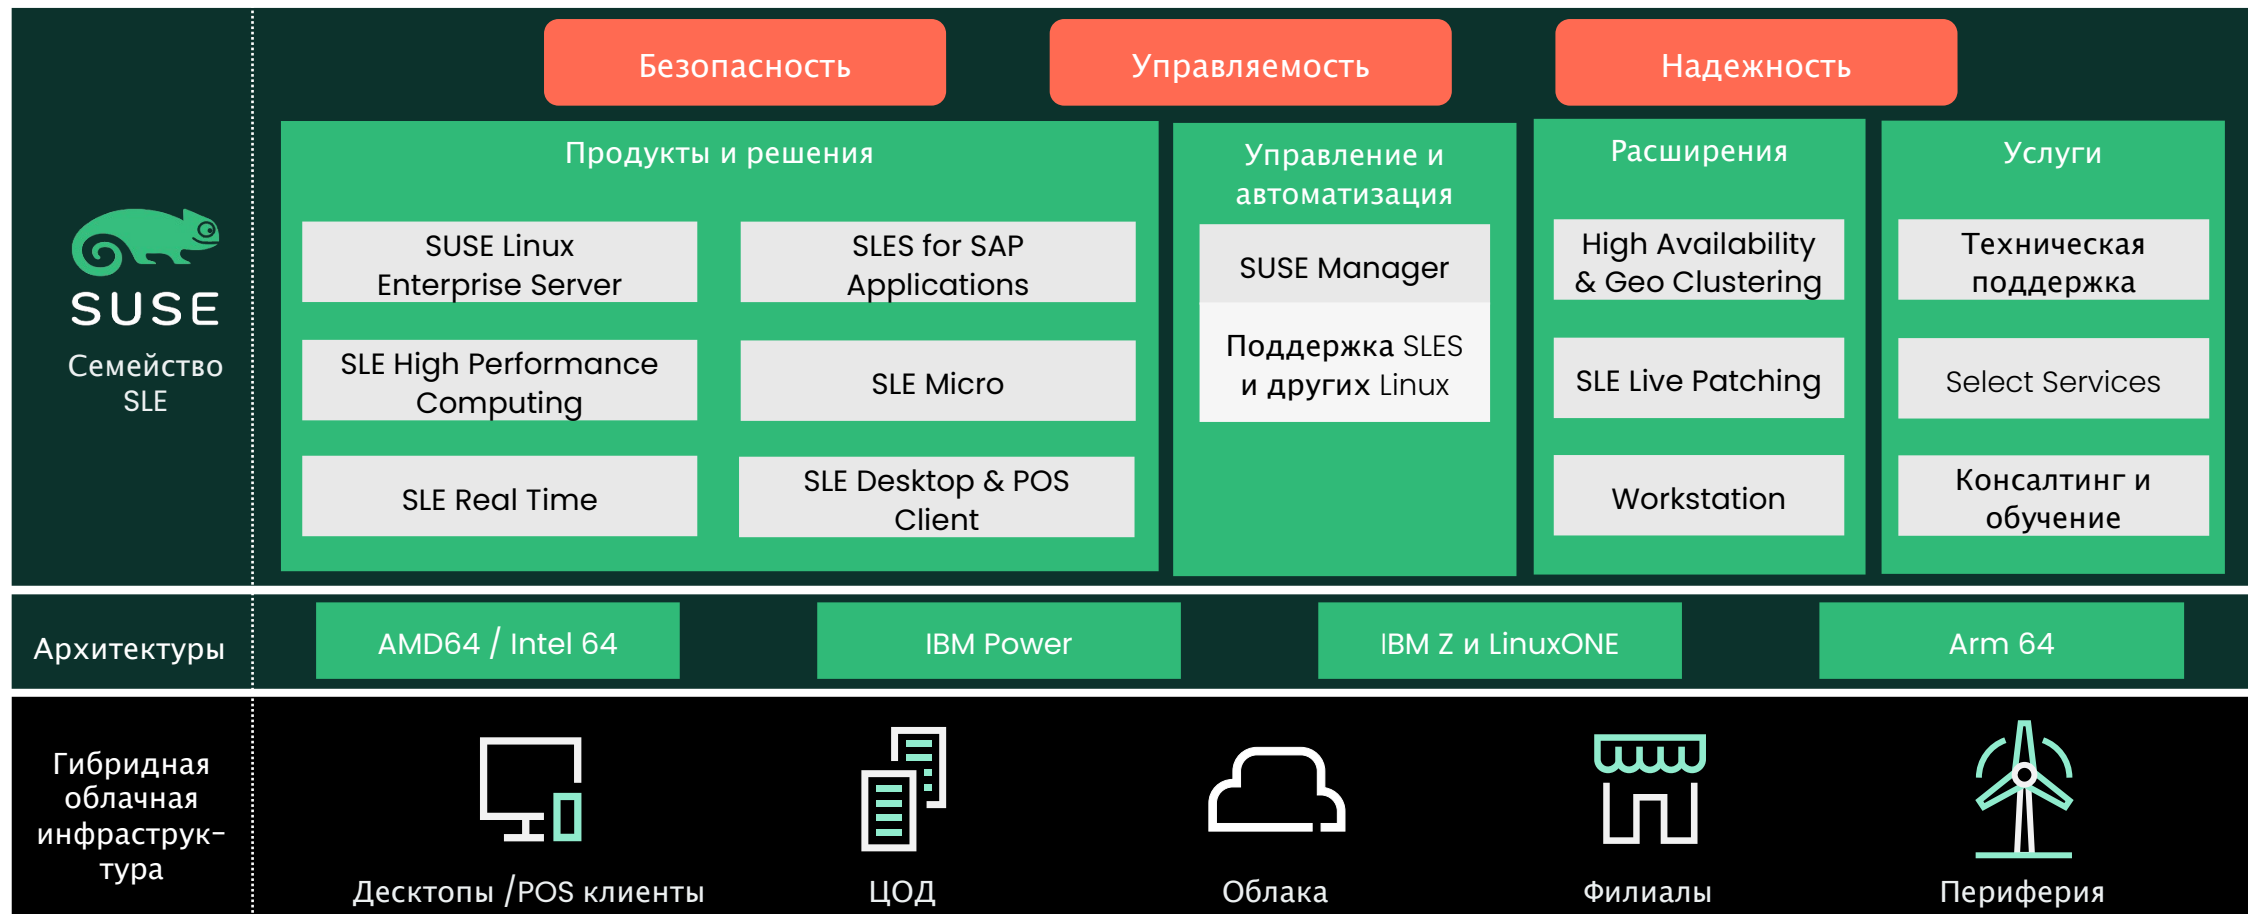 Безопасность
Управляемость
Надежность
SUSE
Семейство
SLE
Продукты и решения
SUSE Linux
Enterprise Server
SLES for SAP
Applications
SLE High Performance
Computing
SLE Micro
SLE Real Time
SLE Desktop & POS
Client
Управление и
автоматизация
SUSE Manager
Поддержка SLES
и других Linux
Расширения
High Availability
& Geo Clustering
SLE Live Patching
Workstation
Услуги
Техническая
поддержка
Select Services
Консалтинг и
обучение
Архитектуры
AMD64 / Intel 64
IBM Power
IBM Z и LinuxONE
Arm 64
Гибридная
облачная
инфраструк-
тура
Десктопы /POS клиенты
ЦОД
Облака
Филиалы
Периферия